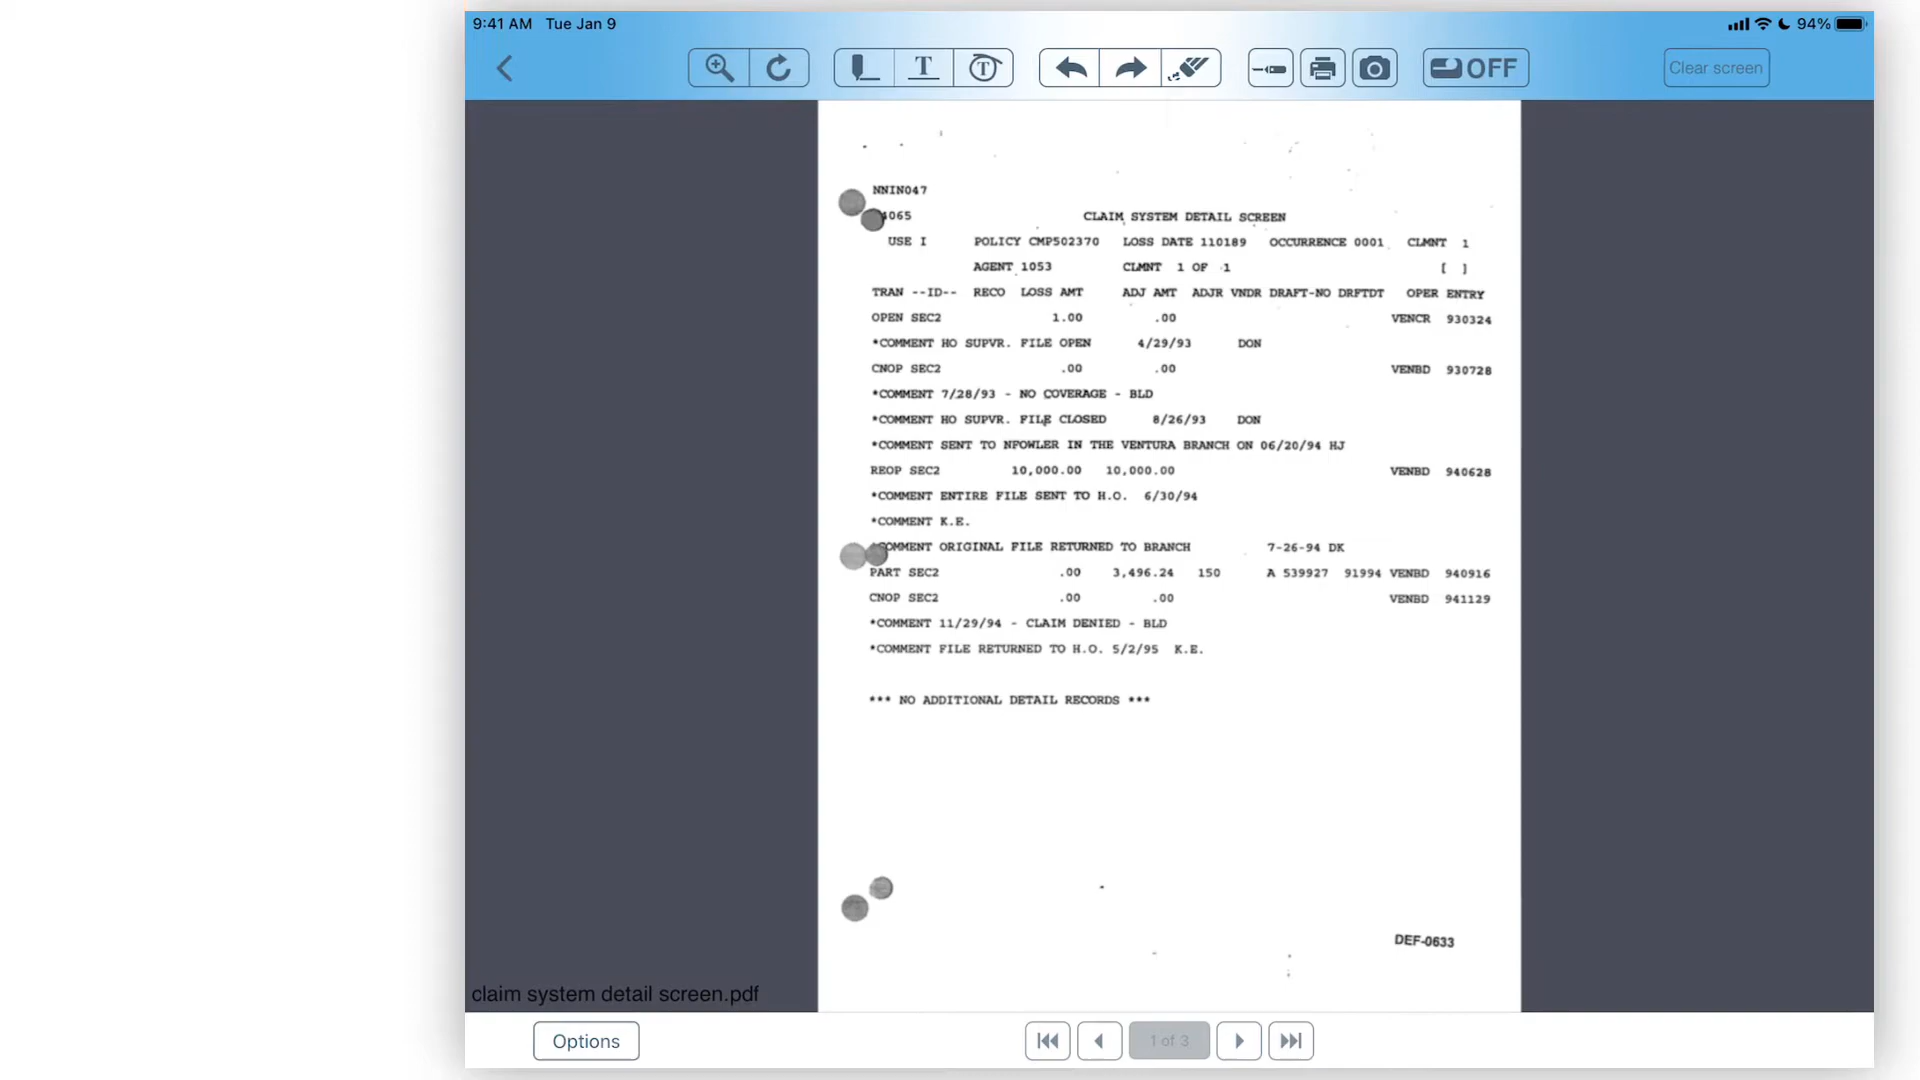 9:41 AM Tue Jan 9 94%
T T OFF Clear screen
NNIN047
4065 CLAIM SYSTEM DETAIL SCREEN
USE I POLICY CMP502370 LOSS DATE 110189 OCCURRENCE 0001 CLMNT 1
AGENT 1053 CLMNT 1 OF 1 [ ]
TRAN --ID-- RECO LOSS AMT ADJ AMT ADJR VNDR DRAFT-NO DRFTDT OPER ENTRY
OPEN SEC2 1.00 .00 VENCR 930324
*COMMENT HO SUPVR. FILE OPEN 4/29/93 DON
CNOP SEC2 .00 .00 VENBD 930728
*COMMENT 7/28/93 - NO COVERAGE - BLD
*COMMENT HO SUPVR. FILE CLOSED 8/26/93 DON
*COMMENT SENT TO NFOWLER IN THE VENTURA BRANCH ON 06/20/94 HJ
REOP SEC2 10,000.00 10,000.00 VENBD 940628
*COMMENT ENTIRE FILE SENT TO H.O. 6/30/94
*COMMENT K.E.
*COMMENT ORIGINAL FILE RETURNED TO BRANCH 7-26-94 DK
PART SEC2 .00 3,496.24 150 A 539927 91994 VENBD 940916
CNOP SEC2 .00 .00 VENBD 941129
*COMMENT 11/29/94 - CLAIM DENIED - BLD
*COMMENT FILE RETURNED TO H.O. 5/2/95 K.E.
*** NO ADDITIONAL DETAIL RECORDS ***
DEF-0633
claim system detail screen.pdf
Options 1 of 3